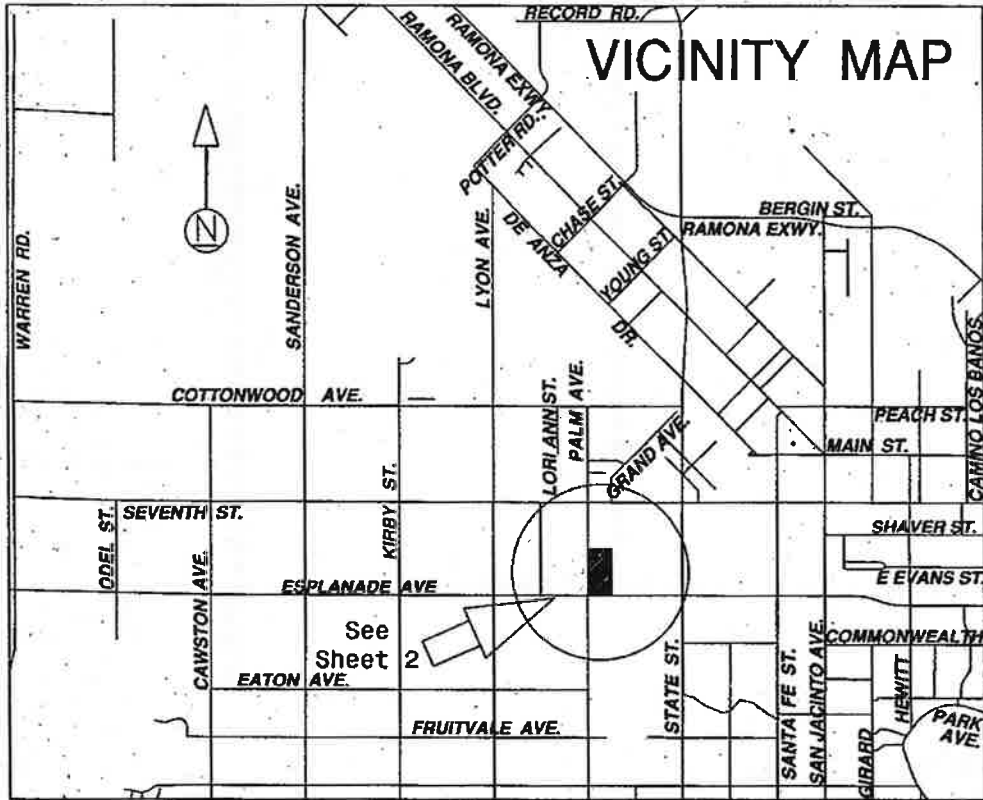 RECORD RD.
VICINITY MAP
RAMONA EXWY.
RAMONA BLVD.
POTTER RD.
CHASE ST.
YOUNG ST.
DE ANZA
DR.
BERGIN ST.
RAMONA EXWY.
N
WARREN RD.
SANDERSON AVE.
LYON AVE.
COTTONWOOD AVE.
KIRBY ST.
LORI ANN ST.
PALM AVE.
GRAND AVE.
PEACH ST.
MAIN ST.
CAMINO LOS BANOS
SEVENTH ST.
ODEL ST.
CAWSTON AVE.
SHAVER ST.
E EVANS ST.
ESPLANADE AVE
See
Sheet 2
COMMONWEALTH
EATON AVE.
FRUITVALE AVE.
STATE ST.
SANTA FE ST.
SAN JACINTO AVE.
GIRARD
HEWITT
PARK
AVE.